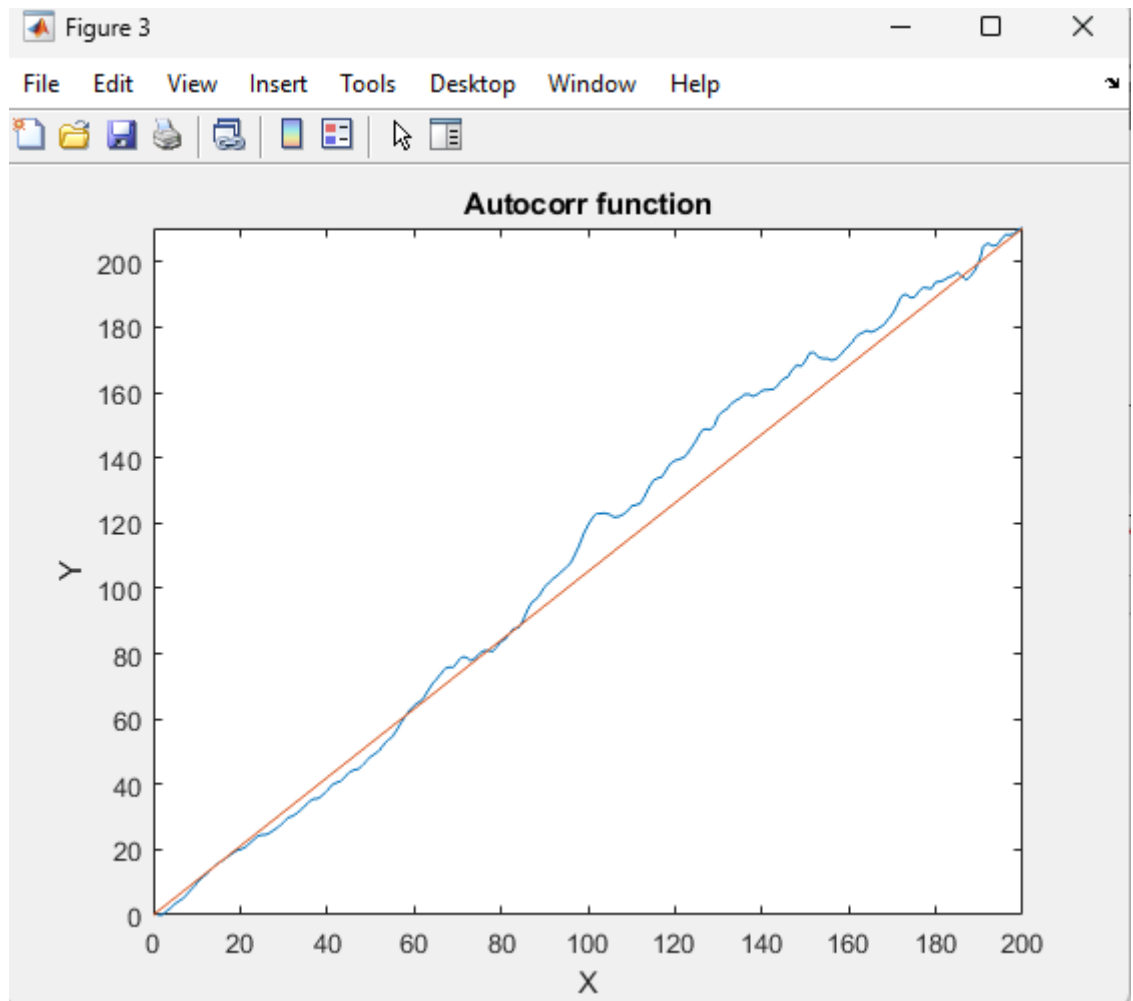 Figure 3
File Edit View Insert Tools Desktop Window Help
Autocorr function
200
180
160
140
120
100
80
60
40
20
0
Y
0 20 40 60 80 100 120 140 160 180 200
X